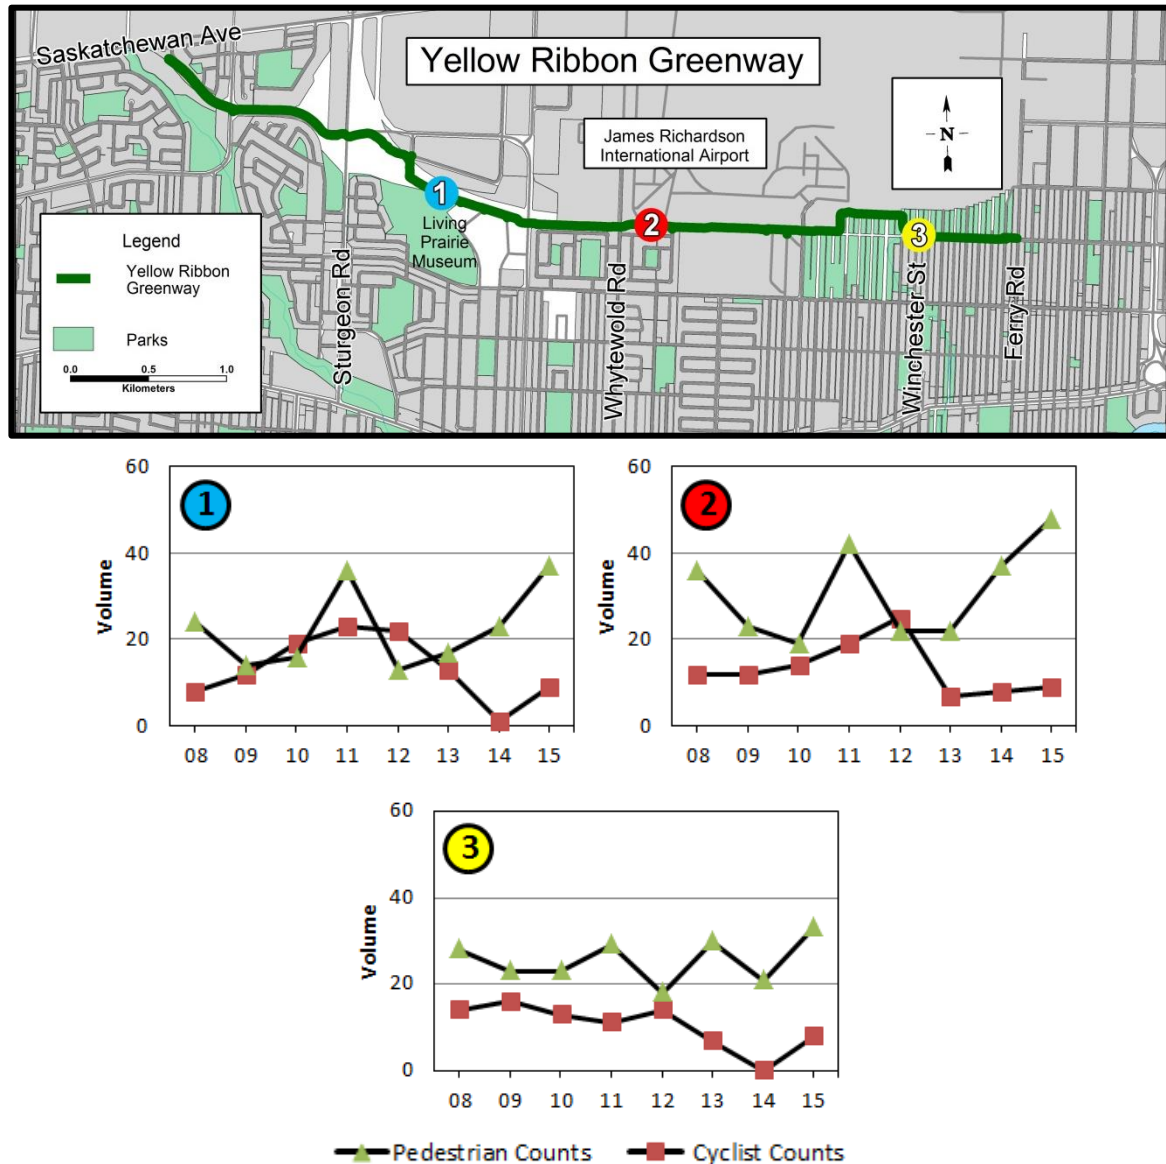 Saskatchewan Ave
Yellow Ribbon Greenway
James Richardson
International Airport
N
1
2
3
Living
Prairie
Museum
Legend
Yellow Ribbon
Greenway
Parks
0.0 0.5 1.0
Kilometers
Sturgeon Rd
Whytewold Rd
Winchester St
Ferry Rd
1
Volume
60
40
20
0
08 09 10 11 12 13 14 15
2
Volume
60
40
20
0
08 09 10 11 12 13 14 15
3
Volume
60
40
20
0
08 09 10 11 12 13 14 15
Pedestrian Counts Cyclist Counts